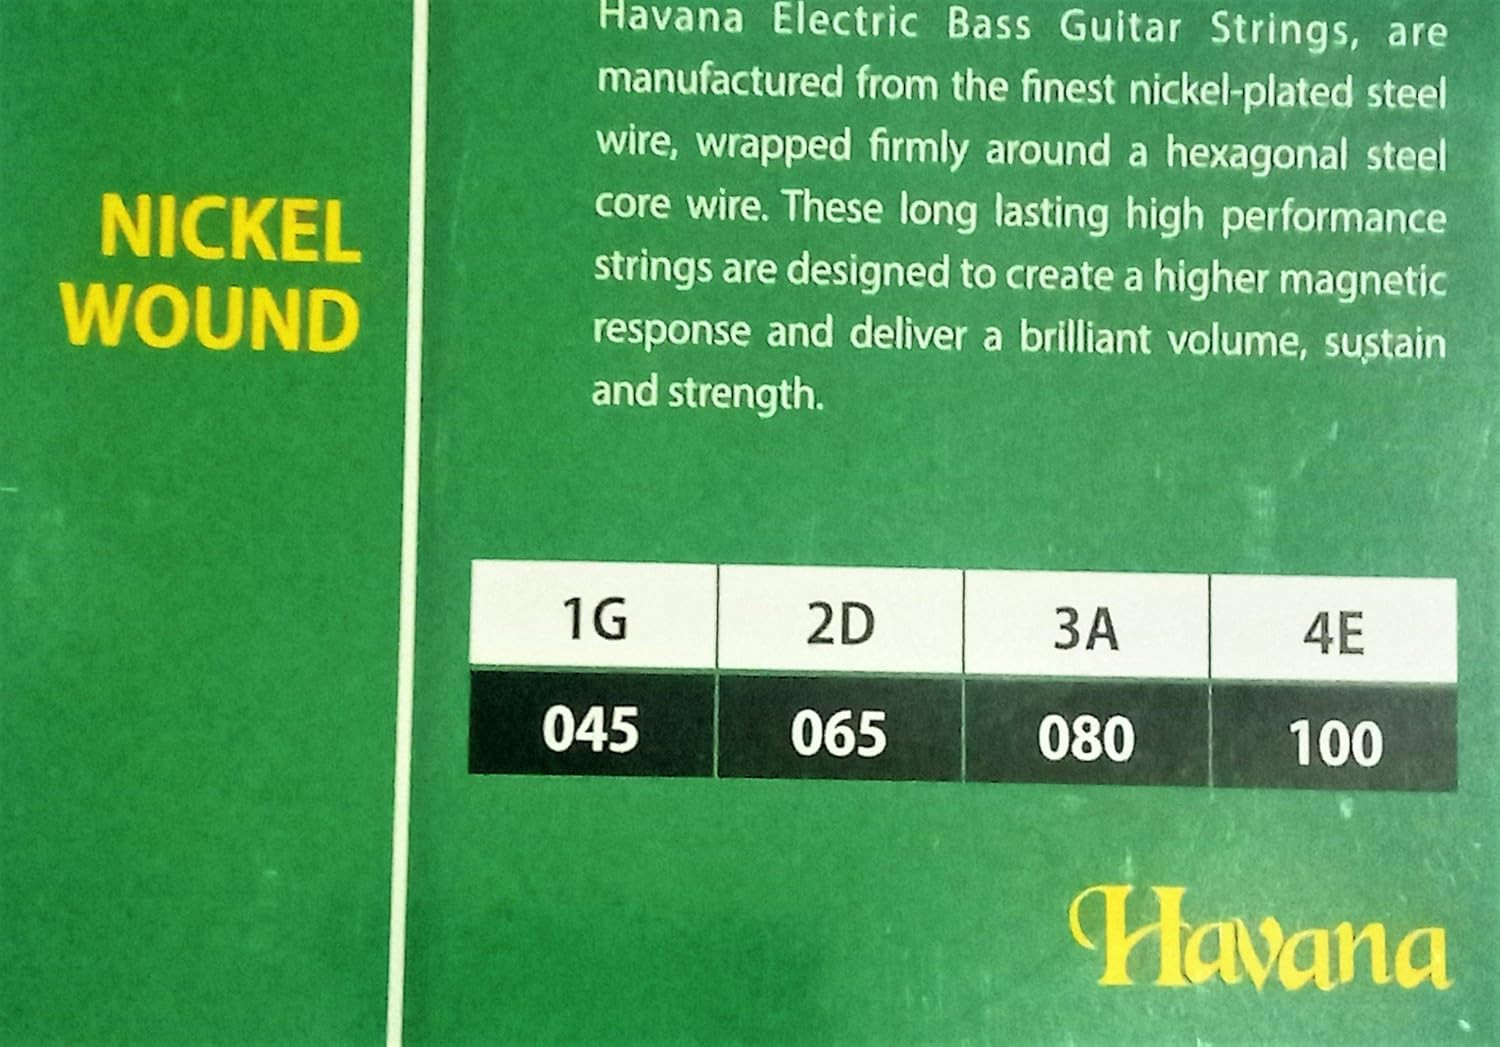 Havana Electric Bass Guitar Strings, are
manufactured from the finest nickel-plated steel
wire, wrapped firmly around a hexagonal steel
core wire. These long lasting high performance
strings are designed to create a higher magnetic
response and deliver a brilliant volume, sustain
and strength.
NICKEL
WOUND
1G 2D 3A 4E
045 065 080 100
Havana